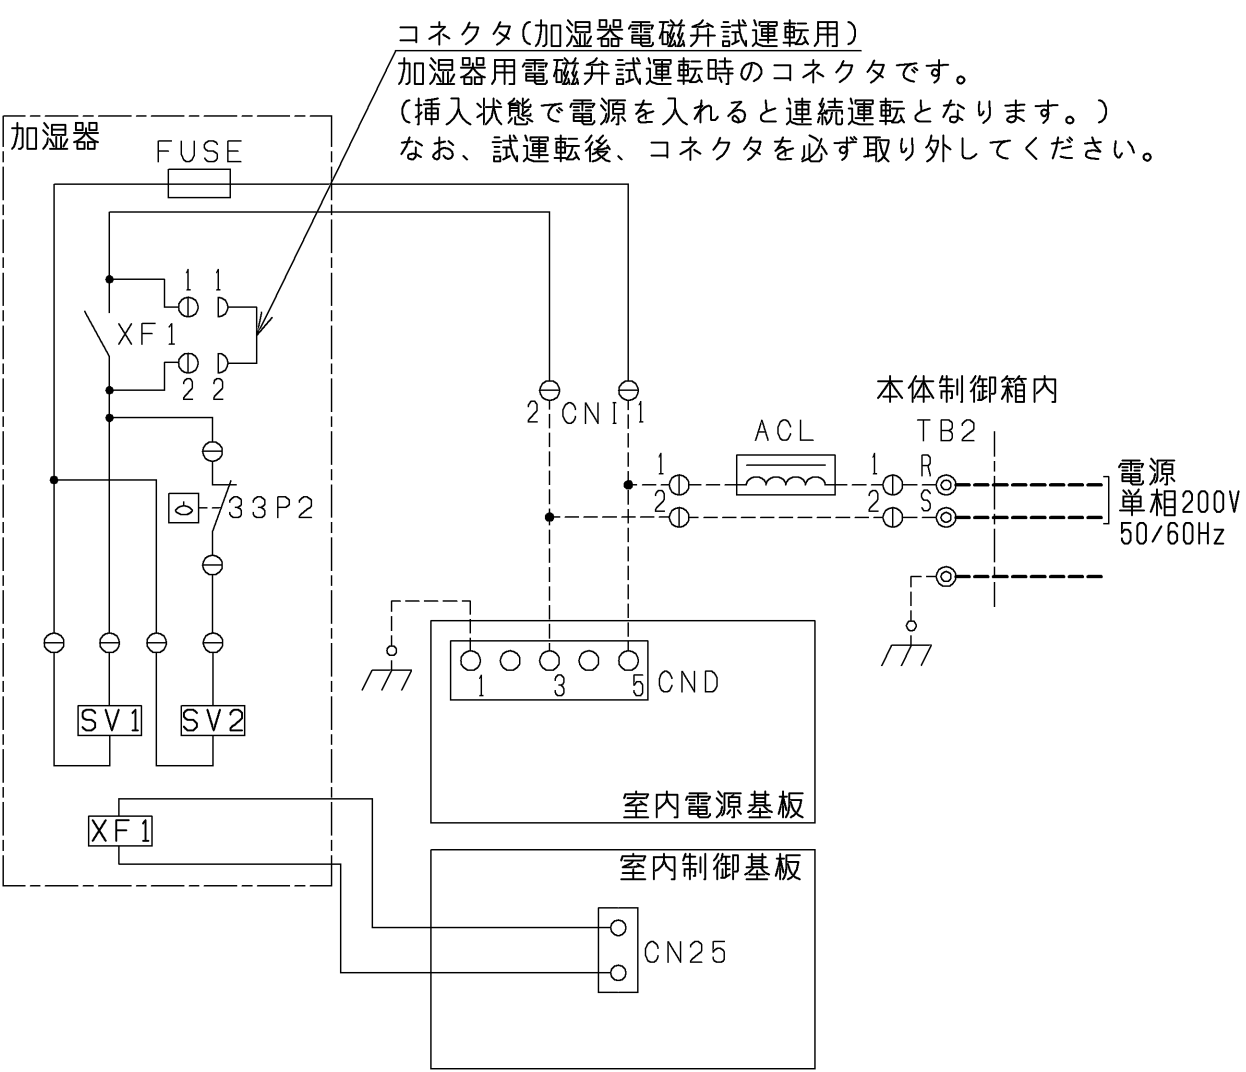 コネクタ(加湿器電磁弁試運転用)
加湿器用電磁弁試運転時のコネクタです。
(挿入状態で電源を入れると連続運転となります。)
なお、試運転後、コネクタを必ず取り外してください。
加湿器
FUSE
1 1
XF1
2 2
2 CNI 1
本体制御箱内
ACL
TB2
1 1 R
2 2 S
電源
単相200V
50/60Hz
33P2
1 3 5 CND
SV1 SV2
室内電源基板
XF1
室内制御基板
CN25